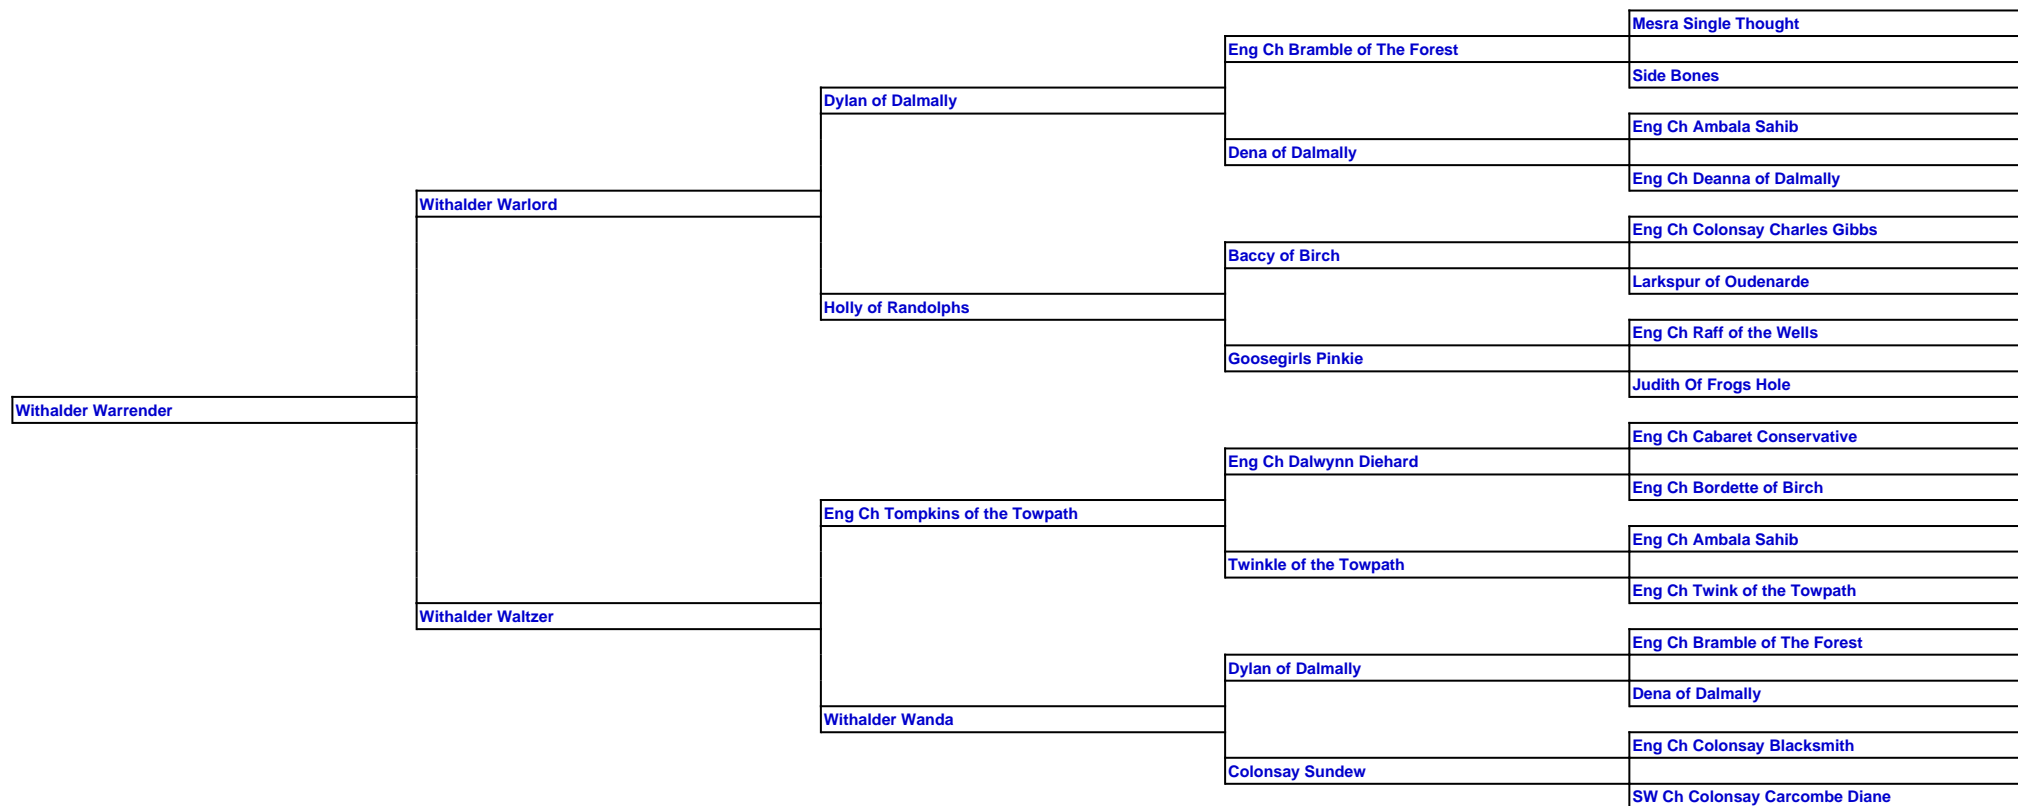 Mesra Single Thought
Eng Ch Bramble of The Forest
Side Bones
Dylan of Dalmally
Eng Ch Ambala Sahib
Dena of Dalmally
Eng Ch Deanna of Dalmally
Withalder Warlord
Eng Ch Colonsay Charles Gibbs
Baccy of Birch
Larkspur of Oudenarde
Holly of Randolphs
Eng Ch Raff of the Wells
Goosegirls Pinkie
Judith Of Frogs Hole
Withalder Warrender
Eng Ch Cabaret Conservative
Eng Ch Dalwynn Diehard
Eng Ch Bordette of Birch
Eng Ch Tompkins of the Towpath
Eng Ch Ambala Sahib
Twinkle of the Towpath
Eng Ch Twink of the Towpath
Withalder Waltzer
Eng Ch Bramble of The Forest
Dylan of Dalmally
Dena of Dalmally
Withalder Wanda
Eng Ch Colonsay Blacksmith
Colonsay Sundew
SW Ch Colonsay Carcombe Diane